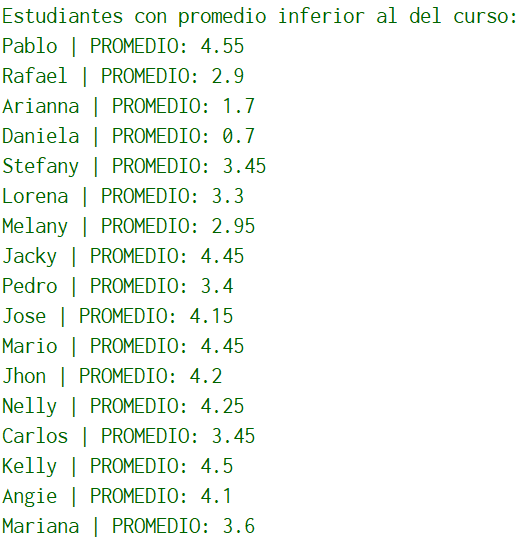 Estudiantes con promedio inferior al del curso:
Pablo | PROMEDIO: 4.55
Rafael | PROMEDIO: 2.9
Arianna | PROMEDIO: 1.7
Daniela | PROMEDIO: 0.7
Stefany | PROMEDIO: 3.45
Lorena | PROMEDIO: 3.3
Melany | PROMEDIO: 2.95
Jacky | PROMEDIO: 4.45
Pedro | PROMEDIO: 3.4
Jose | PROMEDIO: 4.15
Mario | PROMEDIO: 4.45
Jhon | PROMEDIO: 4.2
Nelly | PROMEDIO: 4.25
Carlos | PROMEDIO: 3.45
Kelly | PROMEDIO: 4.5
Angie | PROMEDIO: 4.1
Mariana | PROMEDIO: 3.6